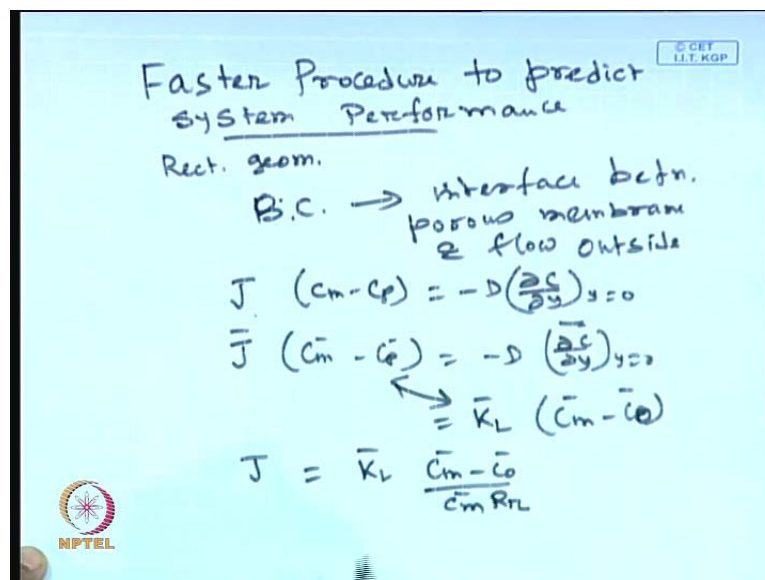 © CET
I.I.T. KGP
Faster Procedure to predict
system Performance
Rect. geom.
B.C. → interface betn.
porous membrane
& flow outside
J (Cm - Cp) = -D (∂c/∂y) y=0
J̄ (C̄m - C̄p) = -D (∂c/∂y)‾ y=0
= K̄L (C̄m - C̄0)
J = K̄L (C̄m - C̄0) / (C̄m Rr)
NPTEL